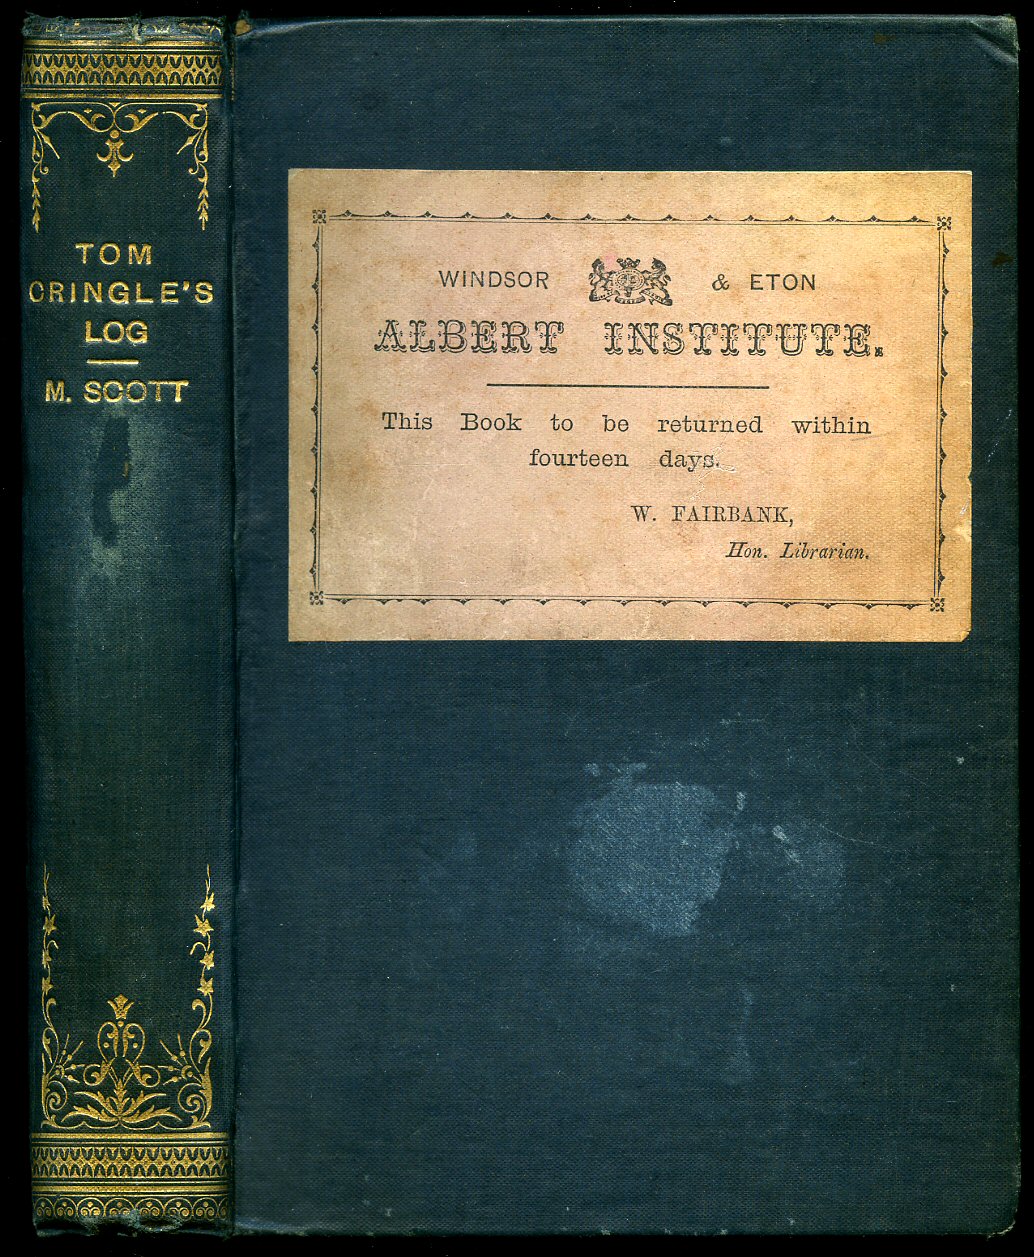 TOM
CRINGLE'S
LOG
M. SCOTT
WINDSOR & ETON
ALBERT INSTITUTE.
This Book to be returned within
fourteen days.
W. FAIRBANK,
Hon. Librarian.